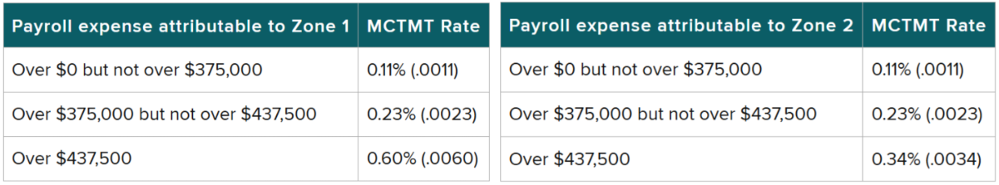 Payroll expense attributable to Zone 1 MCTMT Rate
Over $0 but not over $375,000 0.11% (.0011)
Over $375,000 but not over $437,500 0.23% (.0023)
Over $437,500 0.60% (.0060)
Payroll expense attributable to Zone 2 MCTMT Rate
Over $0 but not over $375,000 0.11% (.0011)
Over $375,000 but not over $437,500 0.23% (.0023)
Over $437,500 0.34% (.0034)